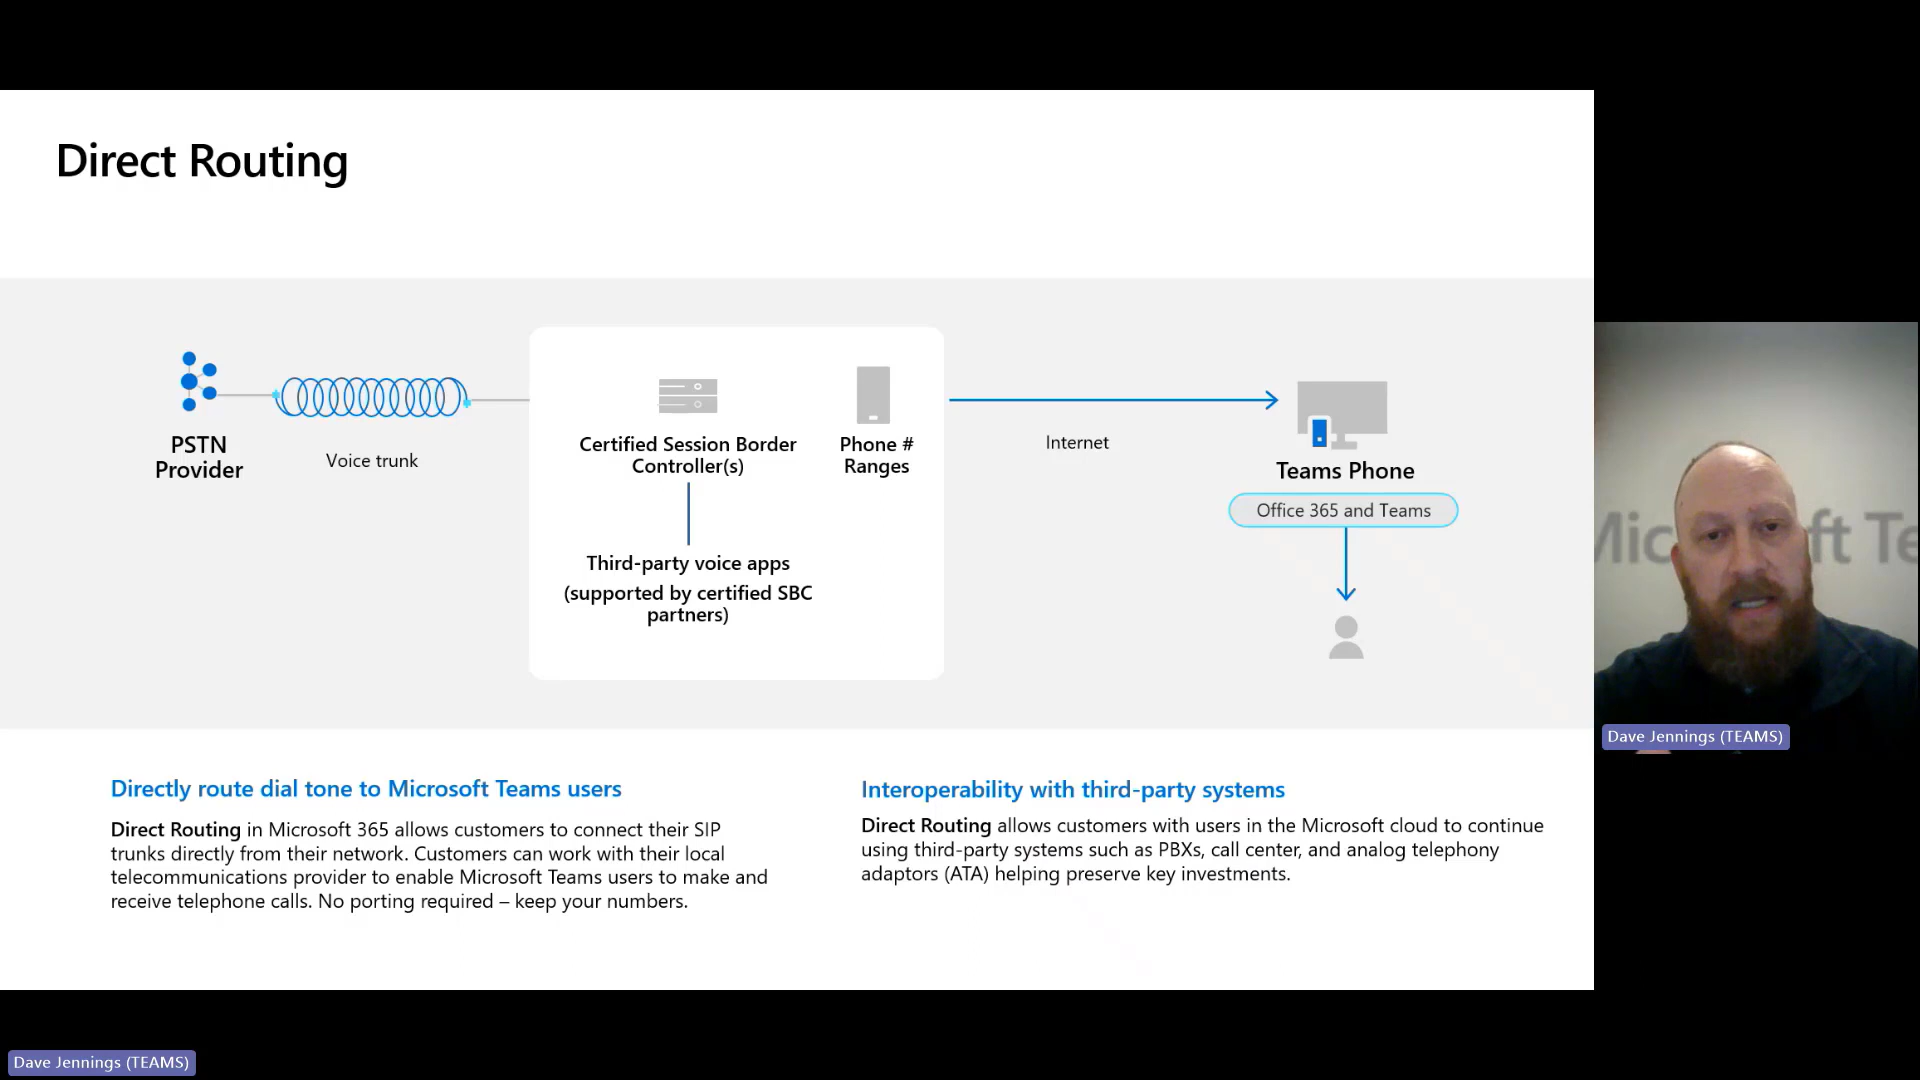 Direct Routing
PSTN
Provider
Voice trunk
Certified Session Border
Controller(s)
Phone #
Ranges
Third-party voice apps
(supported by certified SBC
partners)
Internet
Teams Phone
Office 365 and Teams
Directly route dial tone to Microsoft Teams users
Direct Routing in Microsoft 365 allows customers to connect their SIP
trunks directly from their network. Customers can work with their local
telecommunications provider to enable Microsoft Teams users to make and
receive telephone calls. No porting required – keep your numbers.
Interoperability with third-party systems
Direct Routing allows customers with users in the Microsoft cloud to continue
using third-party systems such as PBXs, call center, and analog telephony
adaptors (ATA) helping preserve key investments.
Mic ft Te
Dave Jennings (TEAMS)
Dave Jennings (TEAMS)